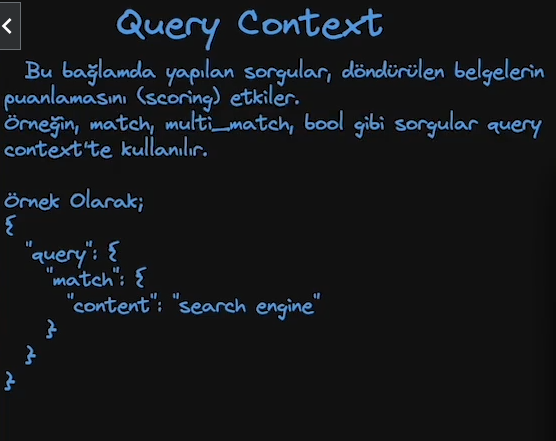 Query Context
Bu bağlamda yapılan sorgular, döndürülen belgelerin
puanlamasını (scoring) etkiler.
Örneğin, match, multi_match, bool gibi sorgular query
context'te kullanılır.
Örnek Olarak;
{
"query": {
"match": {
"content": "search engine"
}
}
}